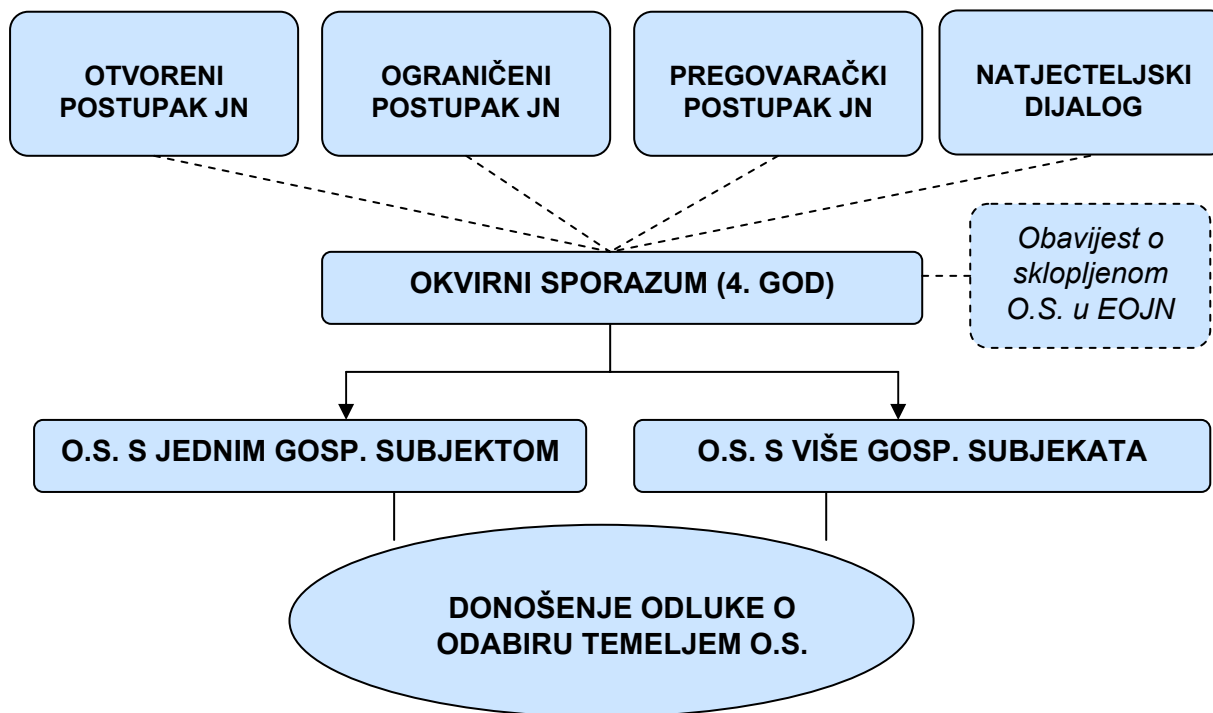 OTVORENI
POSTUPAK JN
OGRANIČENI
POSTUPAK JN
PREGOVARAČKI
POSTUPAK JN
NATJECTELJSKI
DIJALOG
Obavijest o
sklopljenom
O.S. u EOJN
OKVIRNI SPORAZUM (4. GOD)
O.S. S JEDNIM GOSP. SUBJEKTOM
O.S. S VIŠE GOSP. SUBJEKATA
DONOŠENJE ODLUKE O
ODABIRU TEMELJEM O.S.